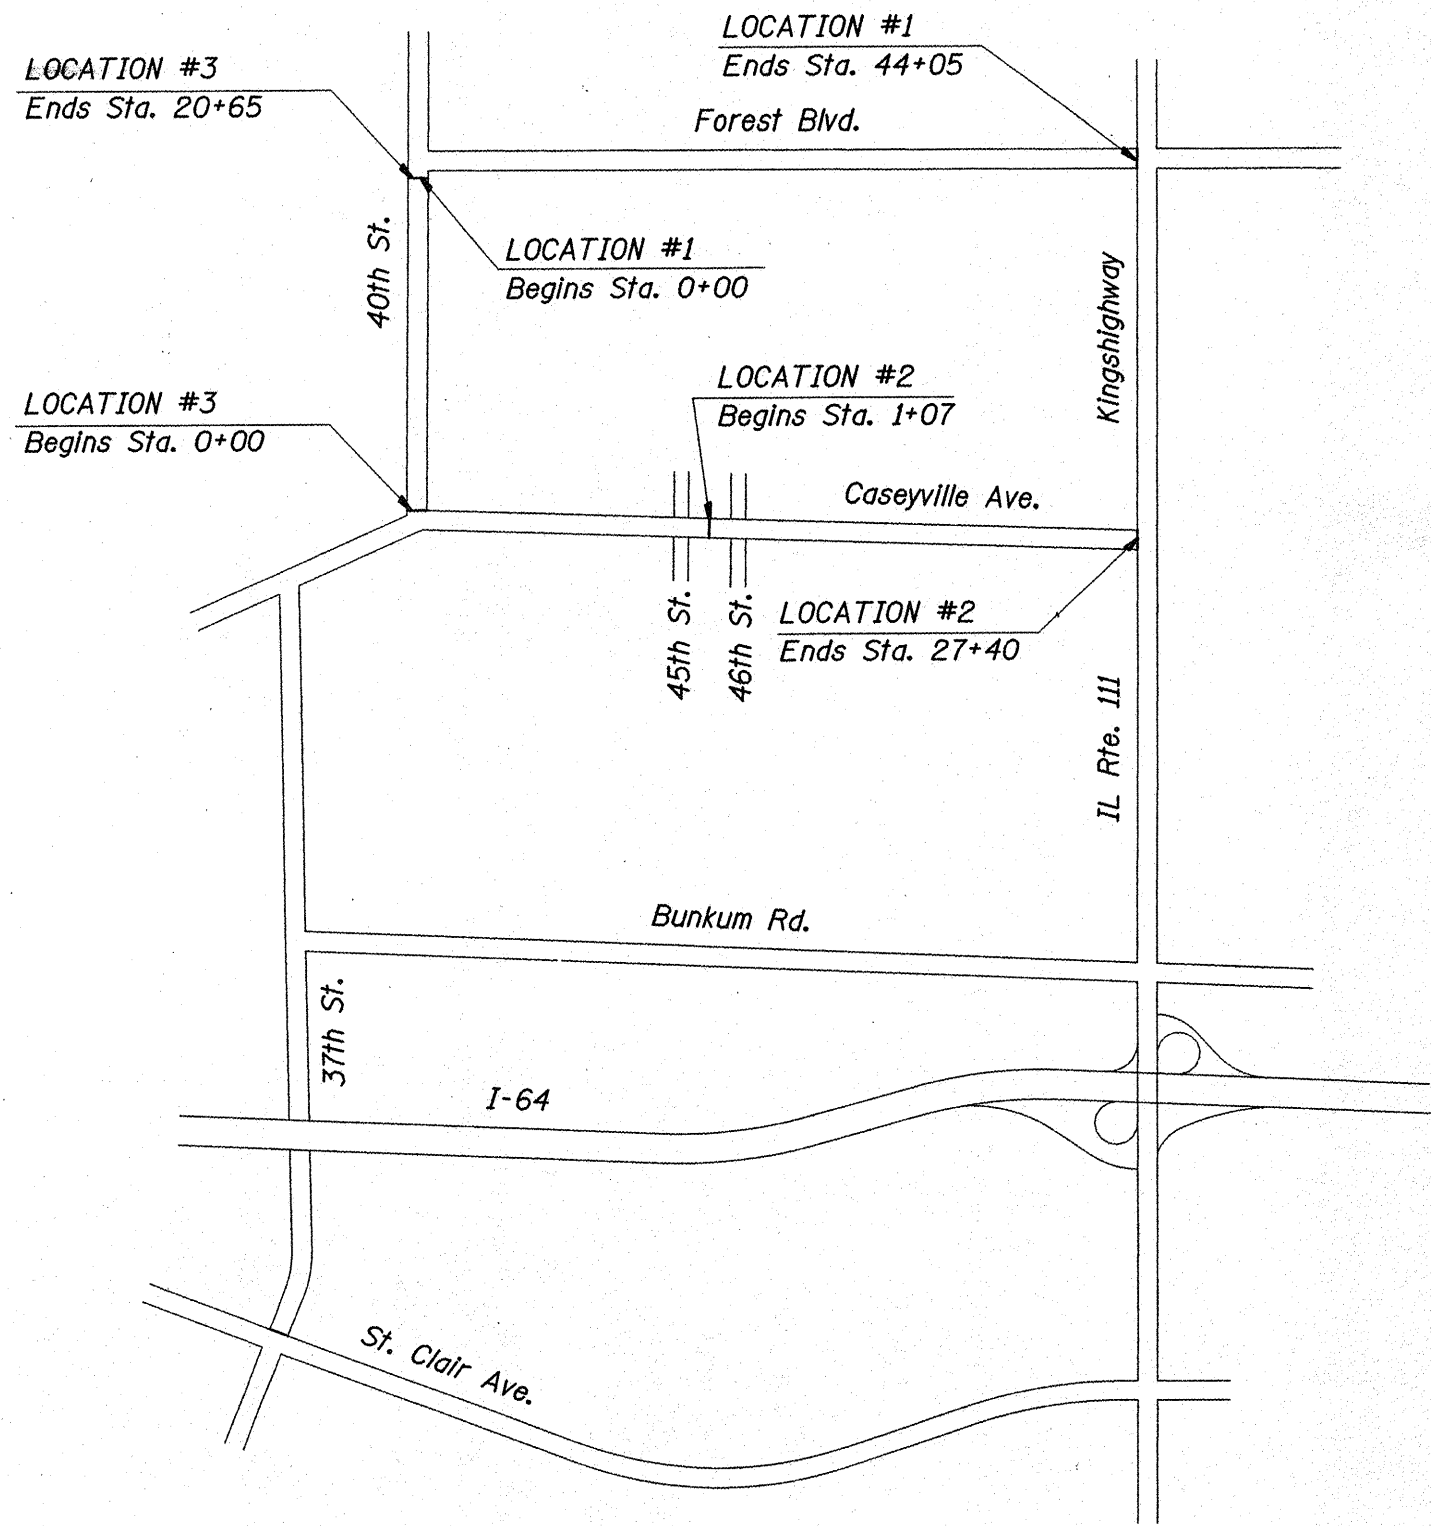 LOCATION #1
Ends Sta. 44+05
LOCATION #3
Ends Sta. 20+65
Forest Blvd.
40th St.
LOCATION #1
Begins Sta. 0+00
Kingshighway
LOCATION #2
Begins Sta. 1+07
LOCATION #3
Begins Sta. 0+00
Caseyville Ave.
45th St.
46th St.
LOCATION #2
Ends Sta. 27+40
IL Rte. 111
Bunkum Rd.
37th St.
I-64
St. Clair Ave.